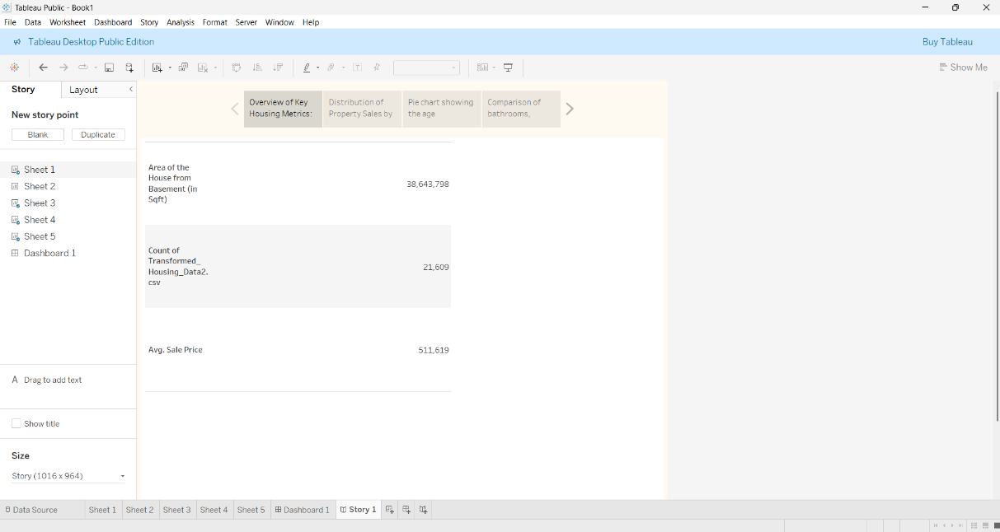 Tableau Public - Book1
File Data Worksheet Dashboard Story Analysis Format Server Window Help
Tableau Desktop Public Edition
Buy Tableau
Show Me
Story
Layout
New story point
Blank
Duplicate
Sheet 1
Sheet 2
Sheet 3
Sheet 4
Sheet 5
Dashboard 1
A Drag to add text
Show title
Size
Story (1016 x 964)
Overview of Key
Housing Metrics:
Distribution of
Property Sales by
Pie chart showing
the age
Comparison of
bathrooms,
Area of the
House from
Basement (in
Sqft)
38,643,798
Count of
Transformed_
Housing_Data2.
csv
21,609
Avg. Sale Price
511,619
Data Source
Sheet 1
Sheet 2
Sheet 3
Sheet 4
Sheet 5
Dashboard 1
Story 1